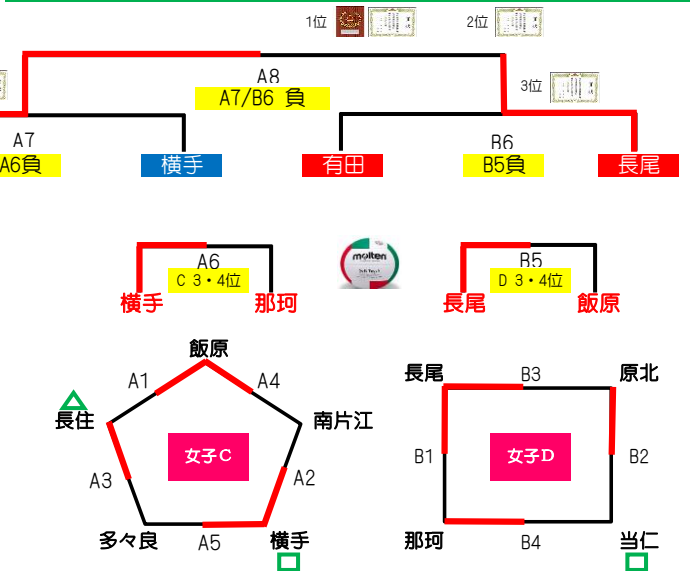 1位
2位
3位
A8
A7/B6 負
A7
A6負
横手
有田
B6
B5負
長尾
A6
C 3・4位
横手
那珂
molten
B5
D 3・4位
長尾
飯原
飯原
A1
A4
長住
南片江
女子C
A3
A2
多々良
A5
横手
長尾
B3
原北
B1
女子D
B2
那珂
B4
当仁